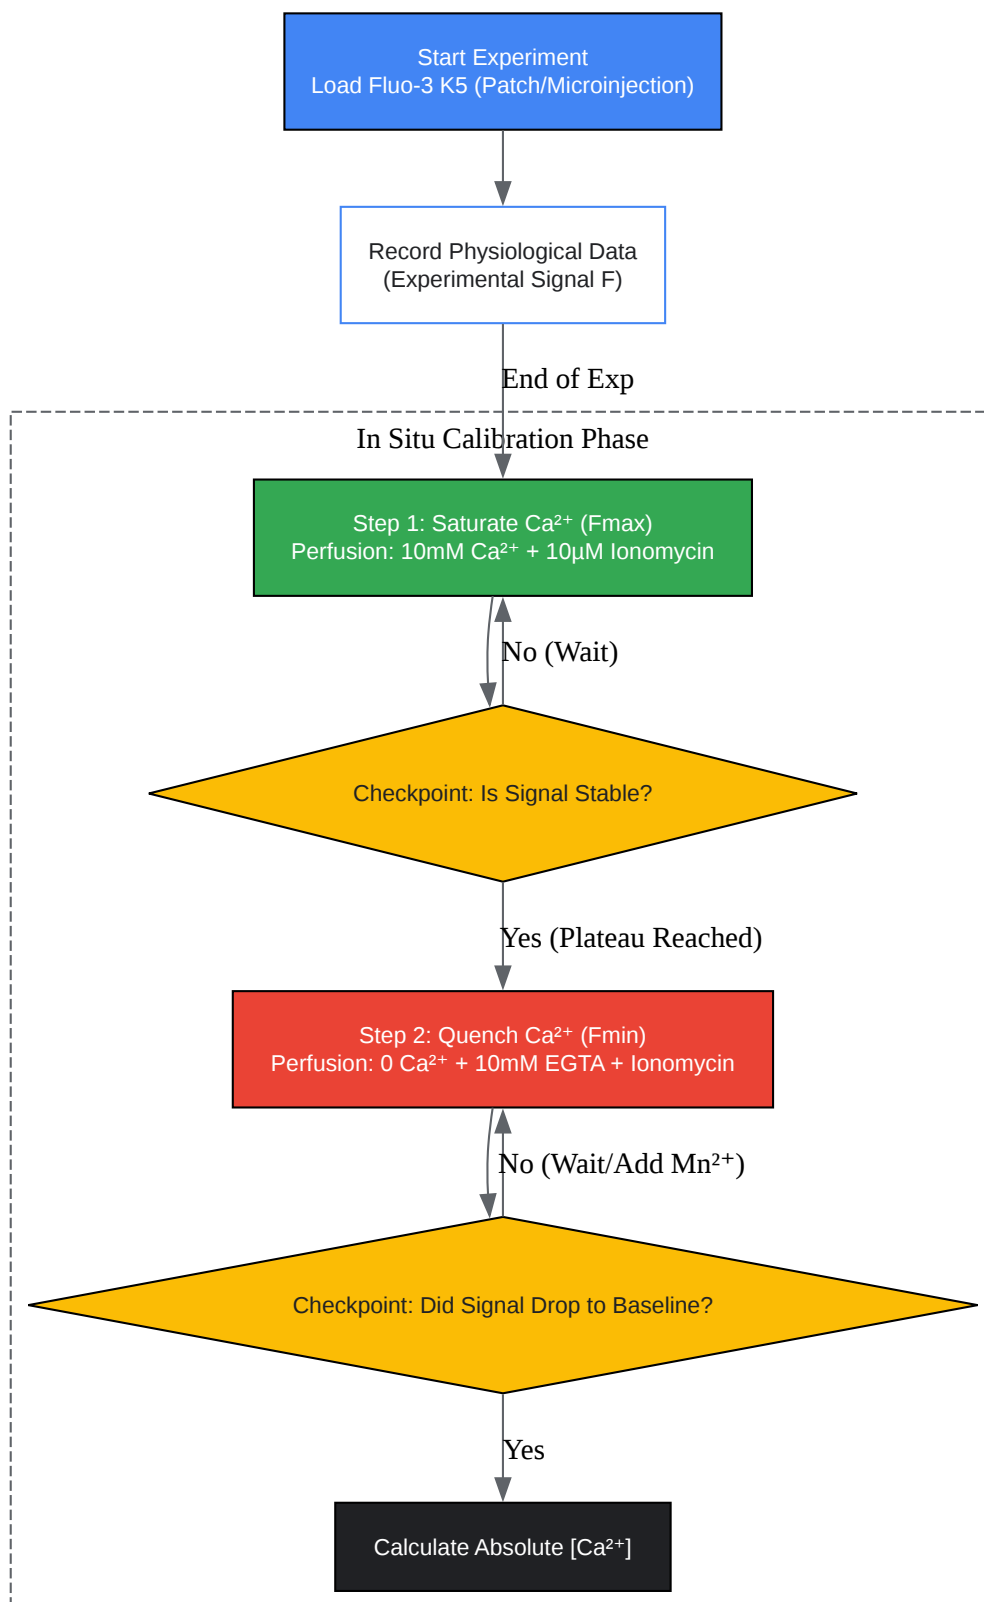 Start Experiment
Load Fluo-3 K5 (Patch/Microinjection)
Record Physiological Data
(Experimental Signal F)
End of Exp
In Situ Calibration Phase
Step 1: Saturate Ca²⁺ (Fmax)
Perfusion: 10mM Ca²⁺ + 10µM Ionomycin
No (Wait)
Checkpoint: Is Signal Stable?
Yes (Plateau Reached)
Step 2: Quench Ca²⁺ (Fmin)
Perfusion: 0 Ca²⁺ + 10mM EGTA + Ionomycin
No (Wait/Add Mn²⁺)
Checkpoint: Did Signal Drop to Baseline?
Yes
Calculate Absolute [Ca²⁺]